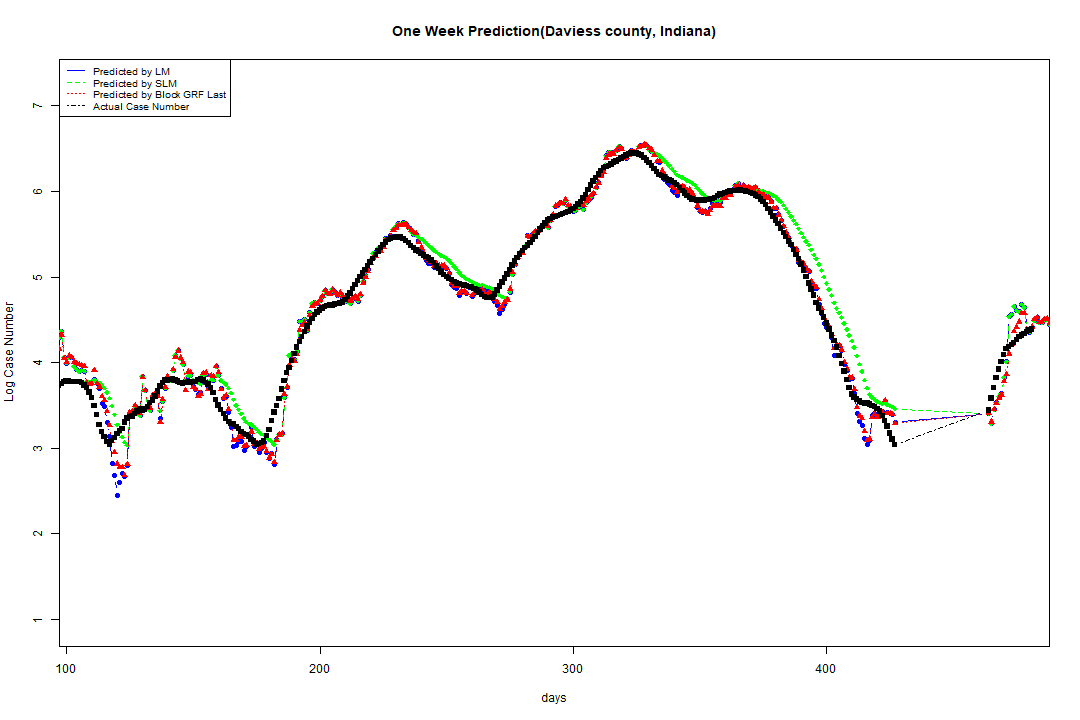 One Week Prediction(Daviess county, Indiana)
Predicted by LM
Predicted by SLM
Predicted by Block GRF Last
Actual Case Number
7
6
5
4
3
2
1
Log Case Number
100 200 300 400
days